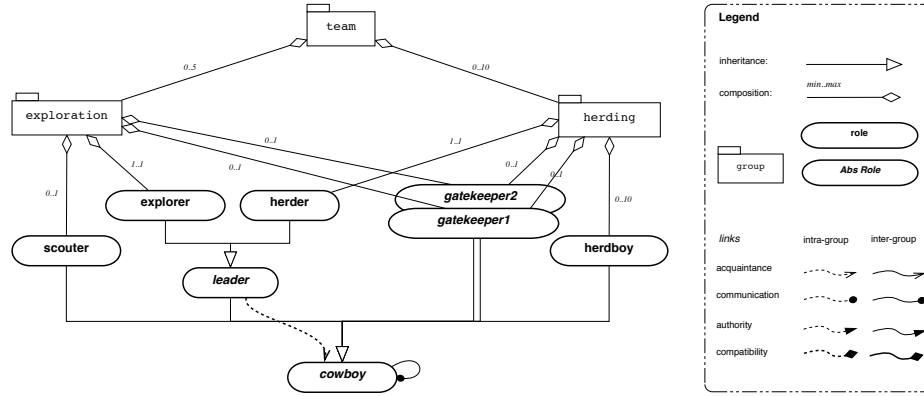 team
0..5
0..10
exploration
herding
0..1
1..1
0..1
1..1
0..1
0..1
0..1
0..10
explorer
herder
gatekeeper2
gatekeeper1
scouter
herdboy
leader
cowboy
Legend
inheritance:
composition:
min..max
role
group
Abs Role
links
intra-group
inter-group
acquaintance
communication
authority
compatibility